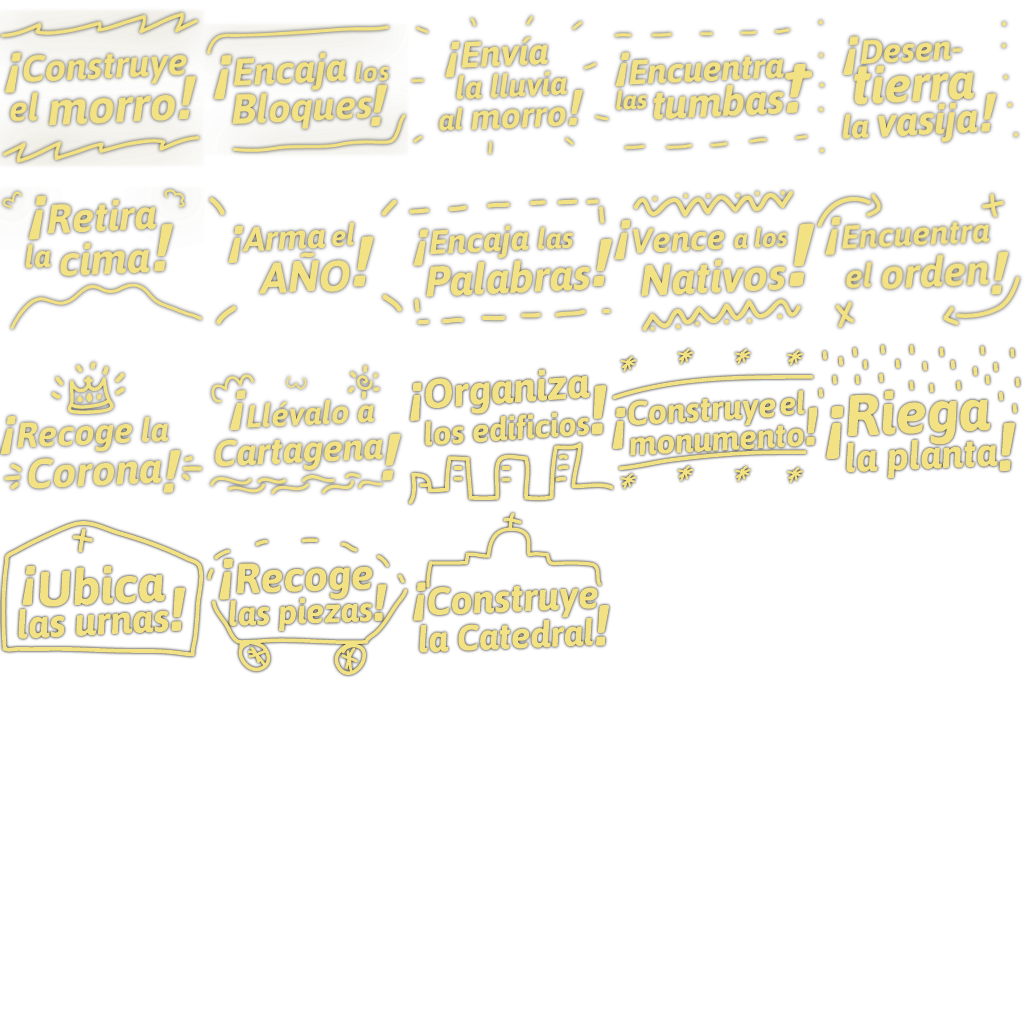 ¡Construye
el morro!
¡Encaja los
Bloques!
¡Envía
la lluvia
al morro!
¡Encuentra
las tumbas!
¡Desen-
tierra
la vasija!
¡Retira
la cima!
¡Arma el
AÑO!
¡Encaja las
Palabras!
¡Vence a los
Nativos!
¡Encuentra
el orden!
¡Recoge la
Corona!
¡Llévalo a
Cartagena!
¡Organiza
los edificios!
¡Construye el
monumento!
¡Riega
la planta!
¡Ubica
las urnas!
¡Recoge
las piezas!
¡Construye
la Catedral!